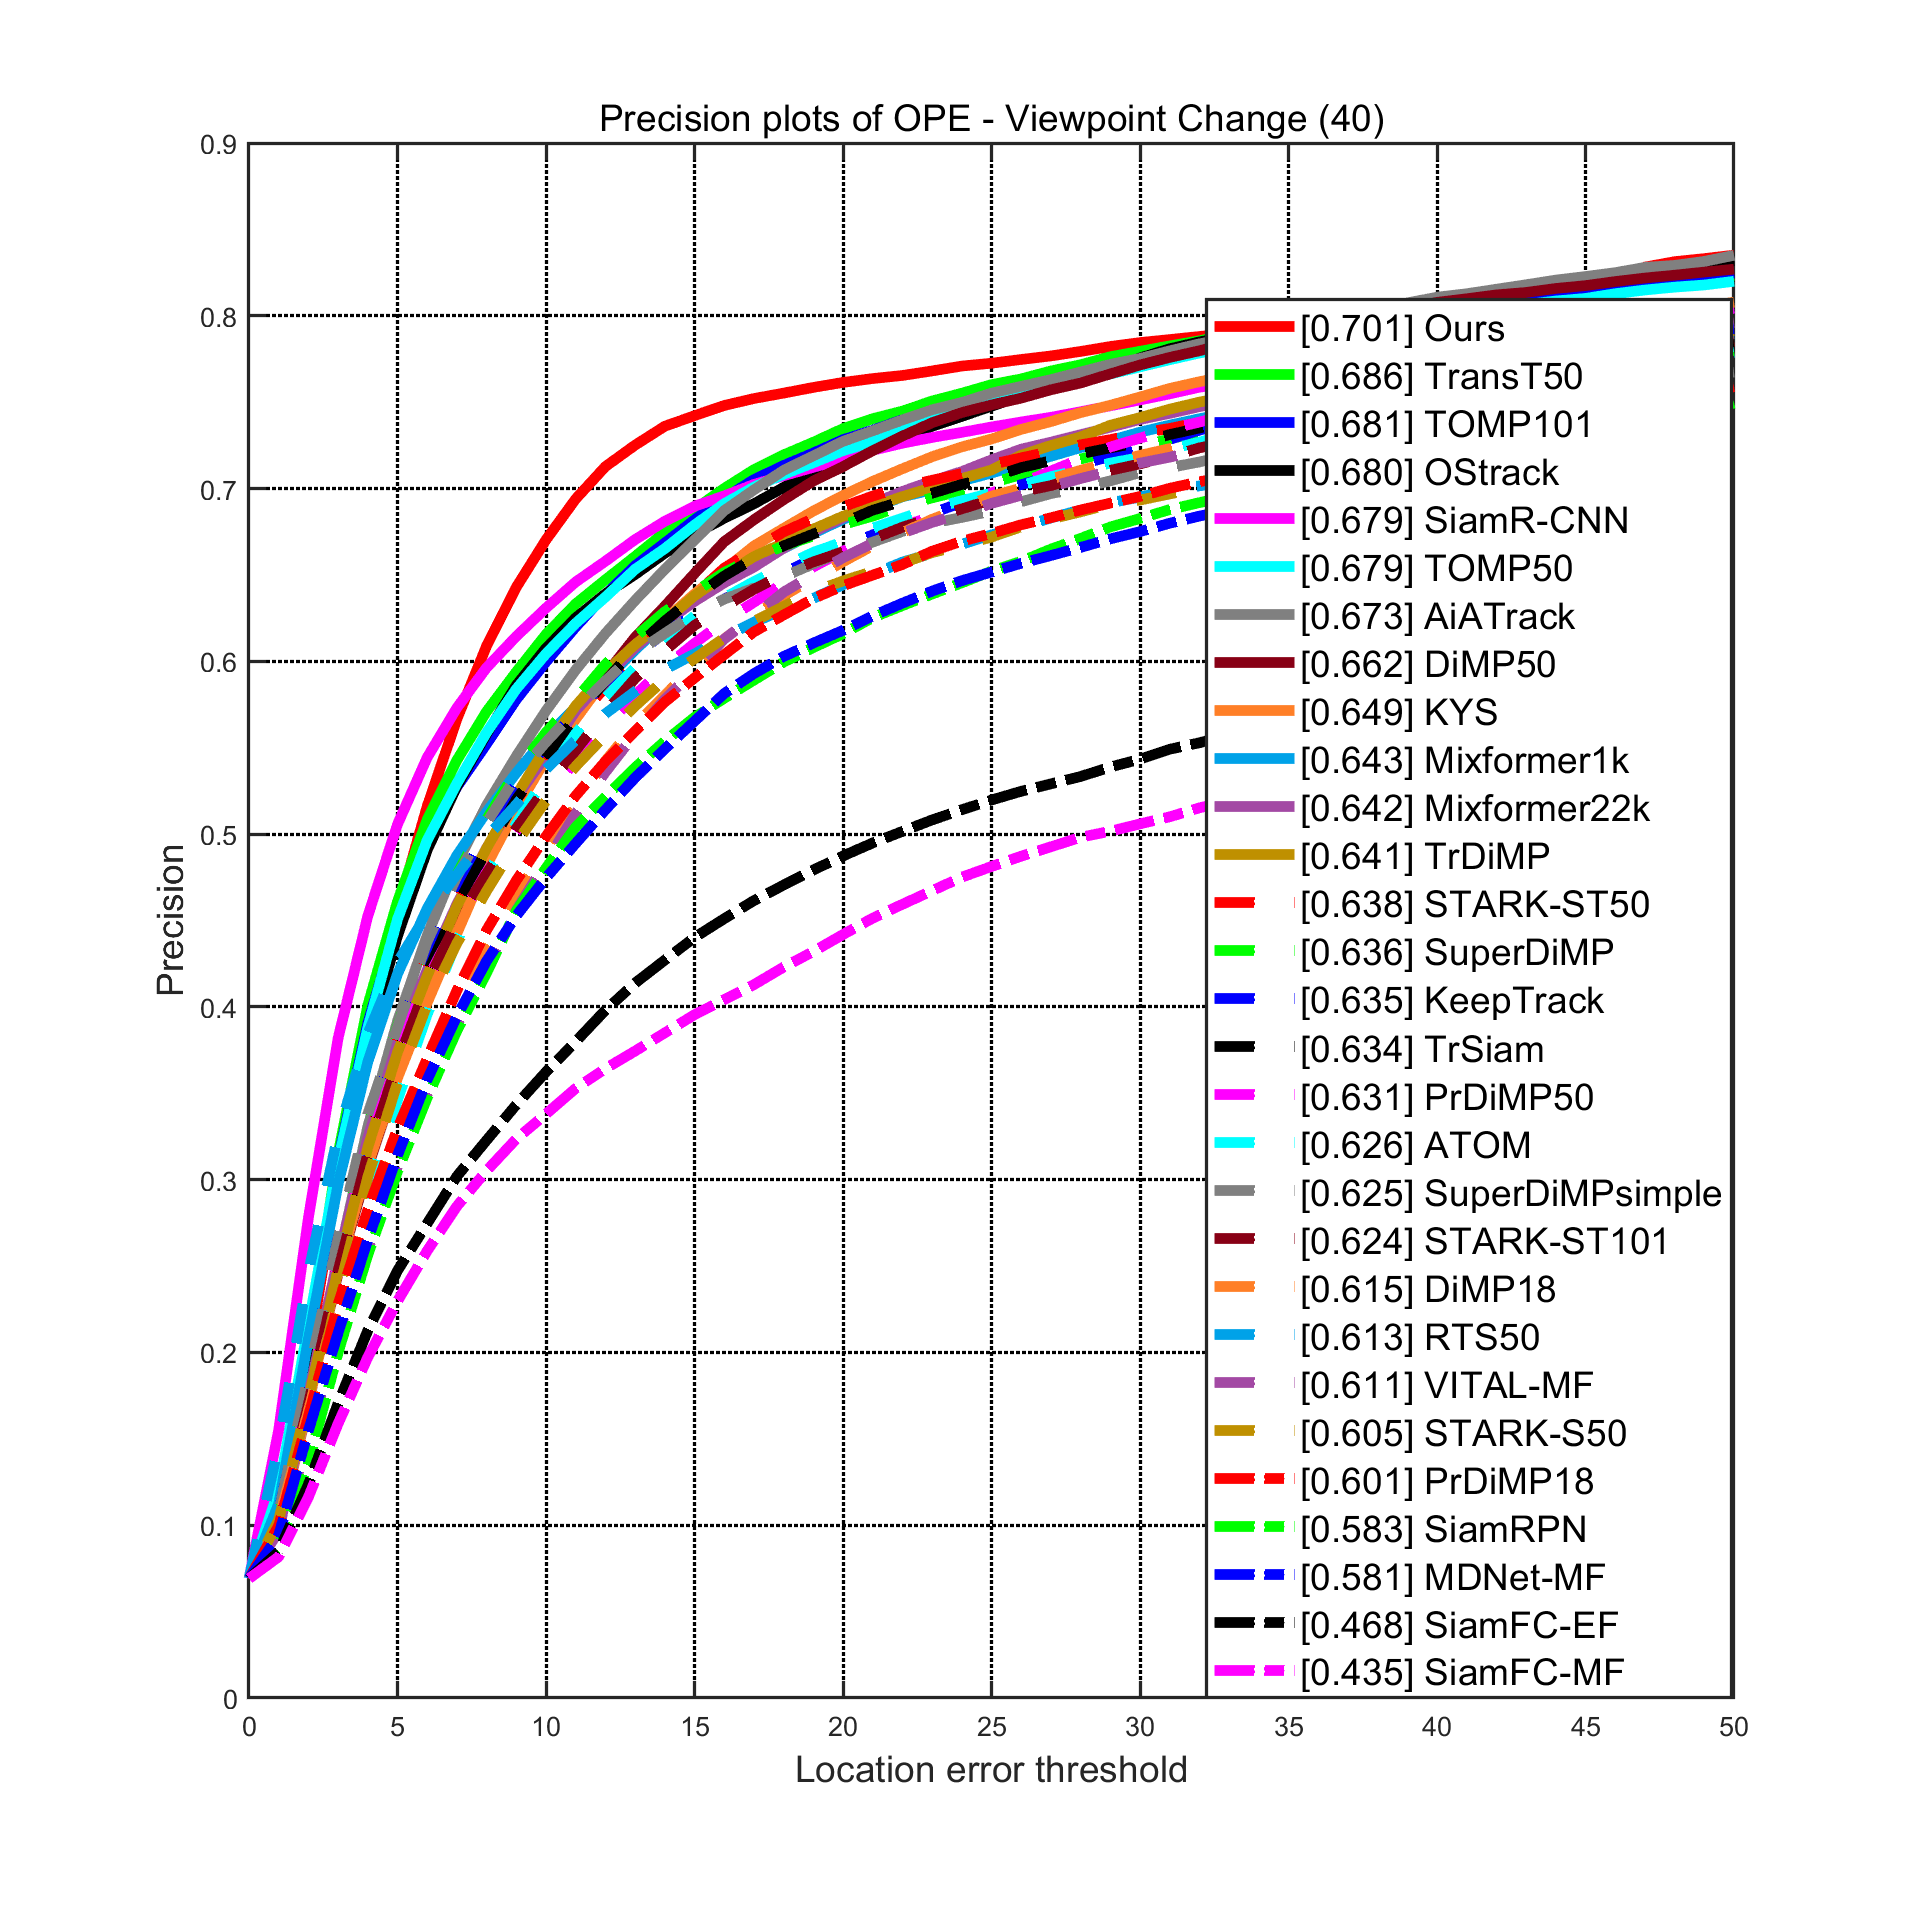 Precision plots of OPE - Viewpoint Change (40)
0.9
0.8
0.7
0.6
0.5
0.4
0.3
0.2
0.1
0
Precision
[0.701] Ours
[0.686] TransT50
[0.681] TOMP101
[0.680] OStrack
[0.679] SiamR-CNN
[0.679] TOMP50
[0.673] AiATrack
[0.662] DiMP50
[0.649] KYS
[0.643] Mixformer1k
[0.642] Mixformer22k
[0.641] TrDiMP
[0.638] STARK-ST50
[0.636] SuperDiMP
[0.635] KeepTrack
[0.634] TrSiam
[0.631] PrDiMP50
[0.626] ATOM
[0.625] SuperDiMPsimple
[0.624] STARK-ST101
[0.615] DiMP18
[0.613] RTS50
[0.611] VITAL-MF
[0.605] STARK-S50
[0.601] PrDiMP18
[0.583] SiamRPN
[0.581] MDNet-MF
[0.468] SiamFC-EF
[0.435] SiamFC-MF
0 5 10 15 20 25 30 35 40 45 50
Location error threshold